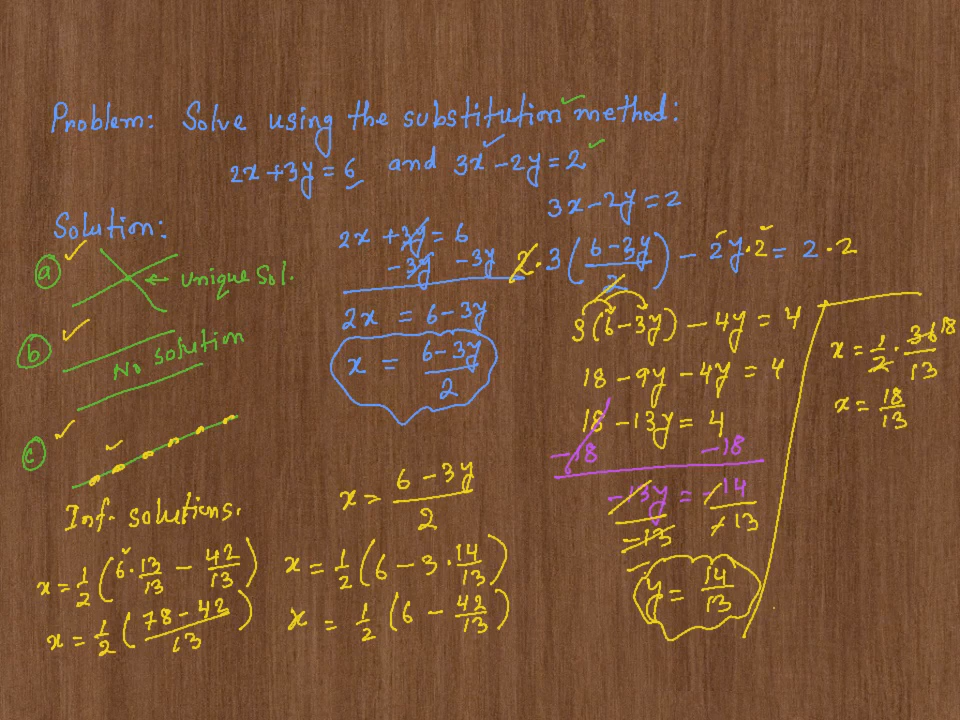 Problem: Solve using the substitution method:
2x + 3y = 6 and 3x - 2y = 2
Solution:
(a) Unique Sol.
(b) No solution
(c)
Inf. solutions.
2x + 3y = 6
-3y -3y
2x = 6-3y
x = (6-3y)/2
3x - 2y = 2
2·3((6-3y)/2) - 2y·2 = 2·2
3(6-3y) - 4y = 4
18 - 9y - 4y = 4
18 - 13y = 4
-18 -18
-13y/-13 = -14/-13
y = 14/13
x = (6-3y)/2
x = 1/2 (6 - 3·14/13)
x = 1/2 (6 - 42/13)
x = 1/2 (6·13/13 - 42/13)
x = 1/2 ((78-42)/13)
x = 1/2 · 36/13 18
x = 18/13